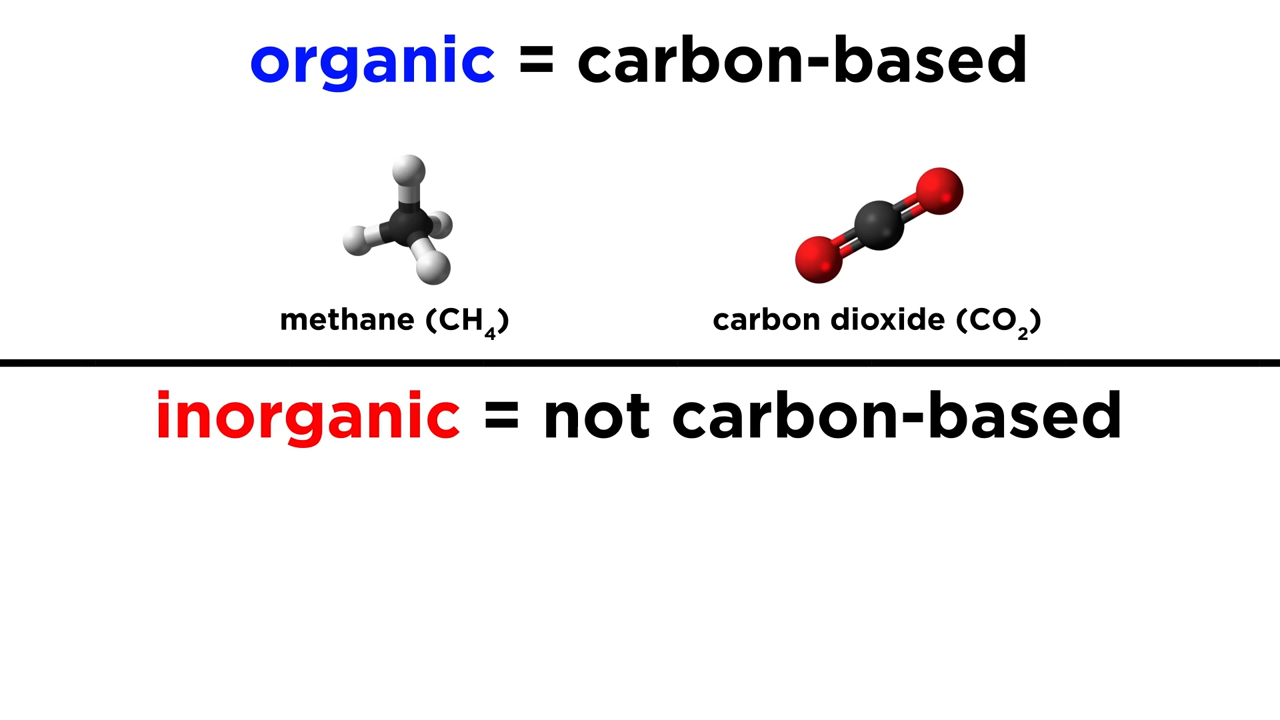 organic = carbon-based
methane (CH₄)
carbon dioxide (CO₂)
inorganic = not carbon-based